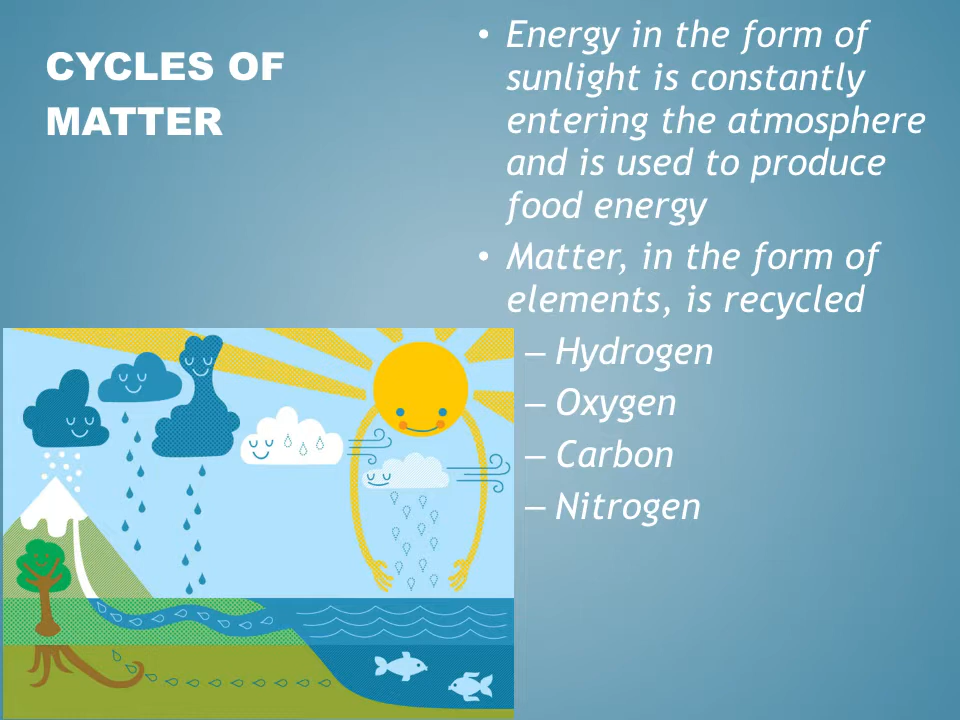 CYCLES OF
MATTER
• Energy in the form of
sunlight is constantly
entering the atmosphere
and is used to produce
food energy
• Matter, in the form of
elements, is recycled
– Hydrogen
– Oxygen
– Carbon
– Nitrogen